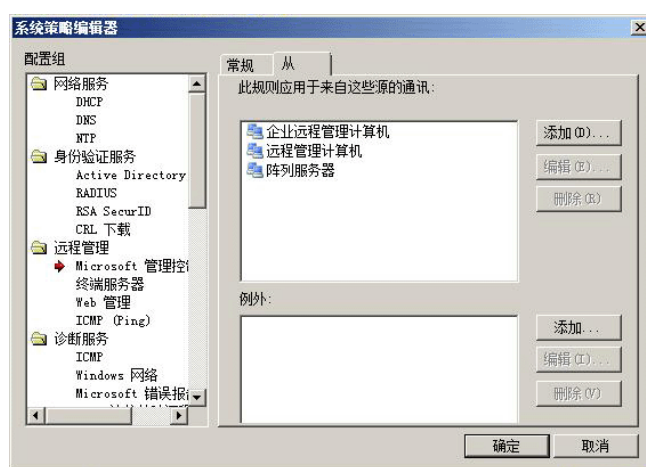 系统策略编辑器
配置组
网络服务
DHCP
DNS
NTP
身份验证服务
Active Directory
RADIUS
RSA SecurID
CRL 下载
远程管理
Microsoft 管理控
终端服务器
Web 管理
ICMP (Ping)
诊断服务
ICMP
Windows 网络
Microsoft 错误报
常规 从
此规则应用于来自这些源的通讯:
企业远程管理计算机
远程管理计算机
阵列服务器
添加(D)...
编辑(E)...
删除(R)
例外:
添加...
编辑(I)...
删除(V)
确定 取消